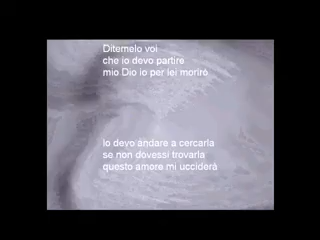 Ditemelo voi
che io devo partire
mio Dio io per lei morirò
Io devo andare a cercarla
se non dovessi trovarla
questo amore mi ucciderà